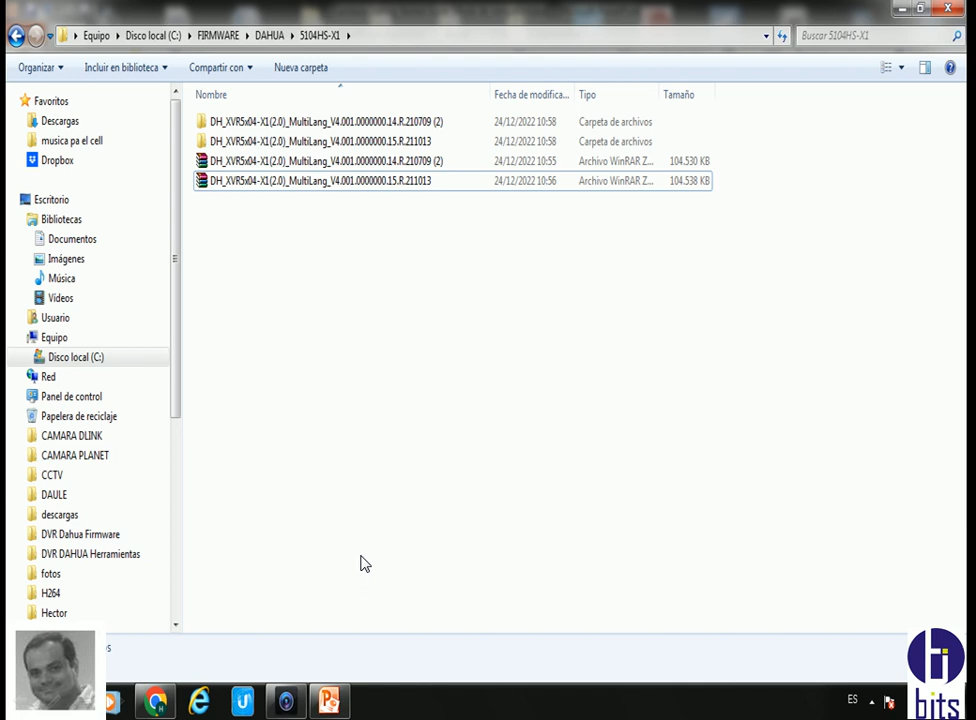 Equipo ▸ Disco local (C:) ▸ FIRMWARE ▸ DAHUA ▸ 5104HS-X1 ▸
Buscar 5104HS-X1
Organizar ▾ Incluir en biblioteca ▾ Compartir con ▾ Nueva carpeta
Nombre Fecha de modifica... Tipo Tamaño
DH_XVR5x04-X1(2.0)_MultiLang_V4.001.0000000.14.R.210709 (2) 24/12/2022 10:58 Carpeta de archivos
DH_XVR5x04-X1(2.0)_MultiLang_V4.001.0000000.15.R.211013 24/12/2022 10:58 Carpeta de archivos
DH_XVR5x04-X1(2.0)_MultiLang_V4.001.0000000.14.R.210709 (2) 24/12/2022 10:55 Archivo WinRAR Z... 104.530 KB
DH_XVR5x04-X1(2.0)_MultiLang_V4.001.0000000.15.R.211013 24/12/2022 10:56 Archivo WinRAR Z... 104.538 KB
Favoritos
Descargas
musica pa el cell
Dropbox
Escritorio
Bibliotecas
Documentos
Imágenes
Música
Vídeos
Usuario
Equipo
Disco local (C:)
Red
Panel de control
Papelera de reciclaje
CAMARA DLINK
CAMARA PLANET
CCTV
DAULE
descargas
DVR Dahua Firmware
DVR DAHUA Herramientas
fotos
H264
Hector
ES
hi
bits